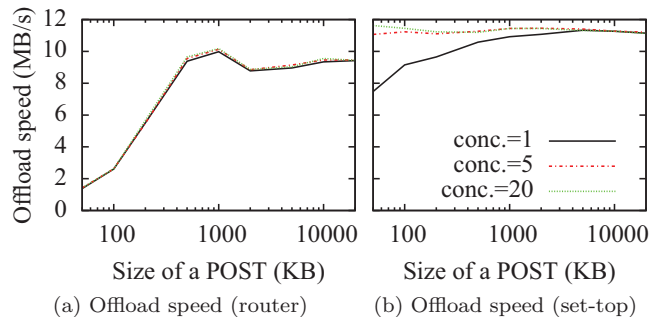 Offload speed (MB/s)
12
10
8
6
4
2
0
100 1000 10000
100 1000 10000
conc.=1
conc.=5
conc.=20
Size of a POST (KB)
Size of a POST (KB)
(a) Offload speed (router)
(b) Offload speed (set-top)